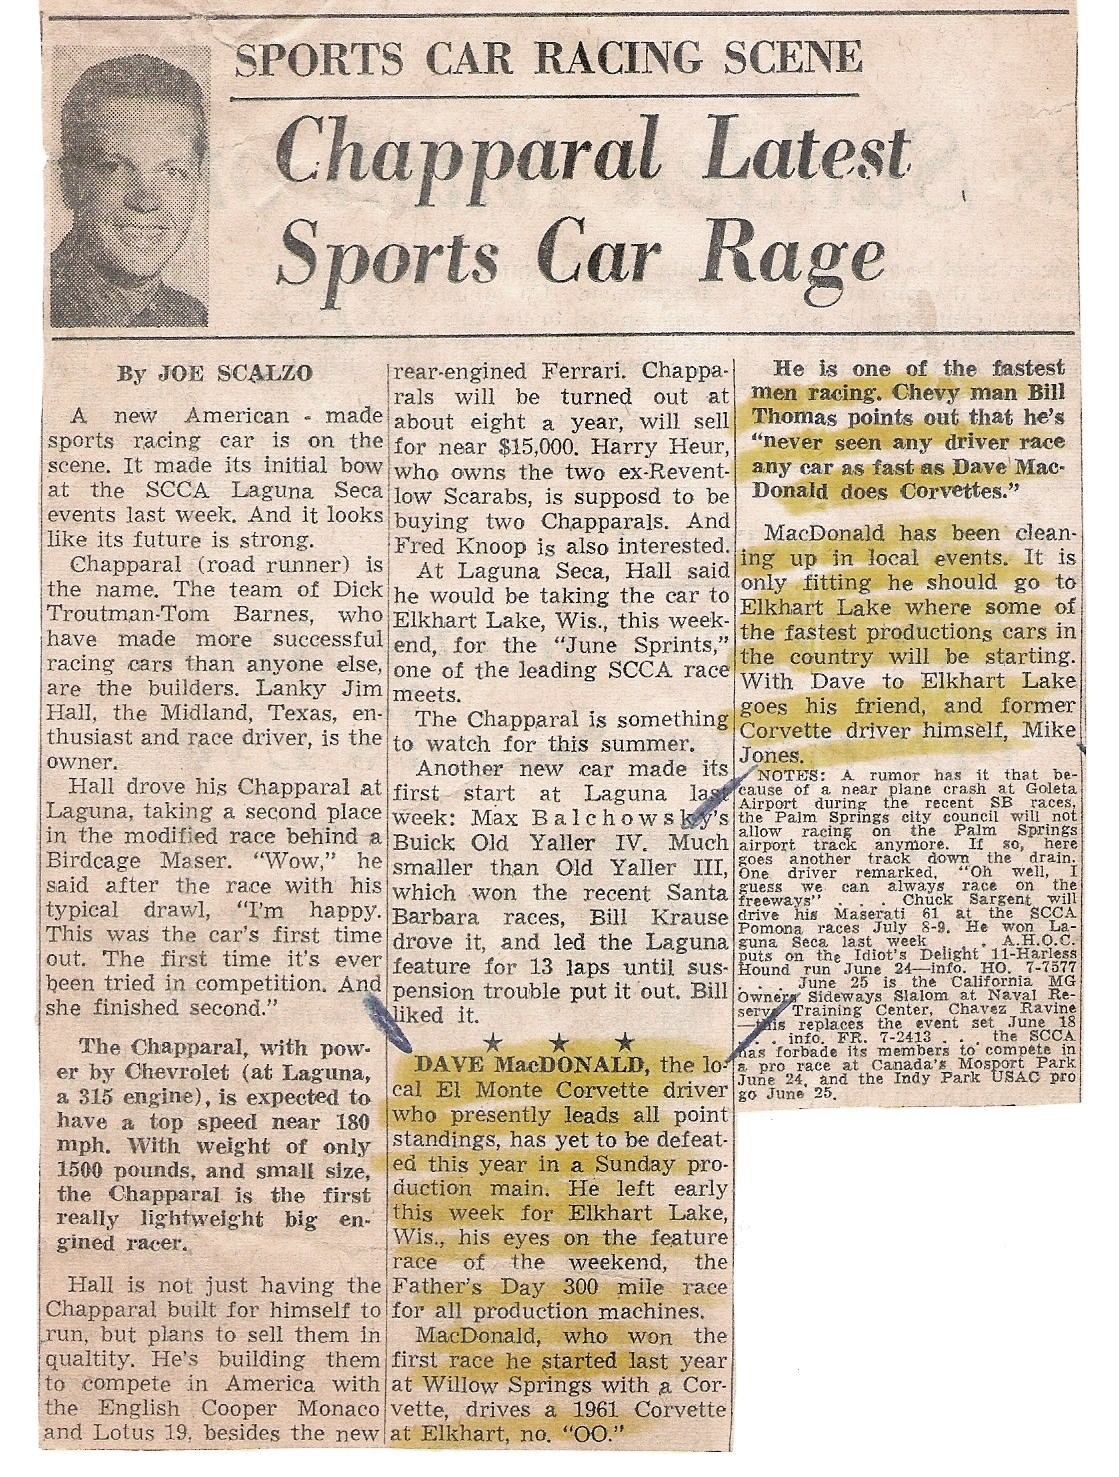 SPORTS CAR RACING SCENE
Chapparal Latest
Sports Car Rage
By JOE SCALZO
A new American - made
sports racing car is on the
scene. It made its initial bow
at the SCCA Laguna Seca
events last week. And it looks
like its future is strong.
Chapparal (road runner) is
the name. The team of Dick
Troutman-Tom Barnes, who
have made more successful
racing cars than anyone else,
are the builders. Lanky Jim
Hall, the Midland, Texas, en-
thusiast and race driver, is the
owner.
Hall drove his Chapparal at
Laguna, taking a second place
in the modified race behind a
Birdcage Maser. "Wow," he
said after the race with his
typical drawl, "I'm happy.
This was the car's first time
out. The first time it's ever
been tried in competition. And
she finished second."
The Chapparal, with pow-
er by Chevrolet (at Laguna,
a 315 engine), is expected to
have a top speed near 180
mph. With weight of only
1500 pounds, and small size,
the Chapparal is the first
really lightweight big en-
gined racer.
Hall is not just having the
Chapparal built for himself to
run, but plans to sell them in
qualtity. He's building them
to compete in America with
the English Cooper Monaco
and Lotus 19, besides the new
rear-engined Ferrari. Chappa-
rals will be turned out at
about eight a year, will sell
for near $15,000. Harry Heur,
who owns the two ex-Revent-
low Scarabs, is supposd to be
buying two Chapparals. And
Fred Knoop is also interested.
At Laguna Seca, Hall said
he would be taking the car to
Elkhart Lake, Wis., this week-
end, for the "June Sprints,"
one of the leading SCCA race
meets.
The Chapparal is something
to watch for this summer.
Another new car made its
first start at Laguna last
week: Max Balchowsky's
Buick Old Yaller IV. Much
smaller than Old Yaller III,
which won the recent Santa
Barbara races, Bill Krause
drove it, and led the Laguna
feature for 13 laps until sus-
pension trouble put it out. Bill
liked it.
★ ★ ★
DAVE MacDONALD, the lo-
cal El Monte Corvette driver
who presently leads all point
standings, has yet to be defeat-
ed this year in a Sunday pro-
duction main. He left early
this week for Elkhart Lake,
Wis., his eyes on the feature
race of the weekend, the
Father's Day 300 mile race
for all production machines.
MacDonald, who won the
first race he started last year
at Willow Springs with a Cor-
vette, drives a 1961 Corvette
at Elkhart, no. "OO."
He is one of the fastest
men racing. Chevy man Bill
Thomas points out that he's
"never seen any driver race
any car as fast as Dave Mac-
Donald does Corvettes."
MacDonald has been clean-
ing up in local events. It is
only fitting he should go to
Elkhart Lake where some of
the fastest productions cars in
the country will be starting.
With Dave to Elkhart Lake
goes his friend, and former
Corvette driver himself, Mike
Jones.
NOTES: A rumor has it that be-
cause of a near plane crash at Goleta
Airport during the recent SB races,
the Palm Springs city council will not
allow racing on the Palm Springs
airport track anymore. If so, here
goes another track down the drain.
One driver remarked, "Oh well, I
guess we can always race on the
freeways" . . . Chuck Sargent will
drive his Maserati 61 at the SCCA
Pomona races July 8-9. He won La-
guna Seca last week . . . A.H.O.C.
puts on the Idiot's Delight 11-Harless
Hound run June 24—info. HO. 7-7577
. . . June 25 is the California MG
Owners Sideways Slalom at Naval Re-
serve Training Center, Chavez Ravine
—this replaces the event set June 18
. . . info. FR. 7-2413 . . . the SCCA
has forbade its members to compete in
a pro race at Canada's Mosport Park
June 24, and the Indy Park USAC pro
go June 25.